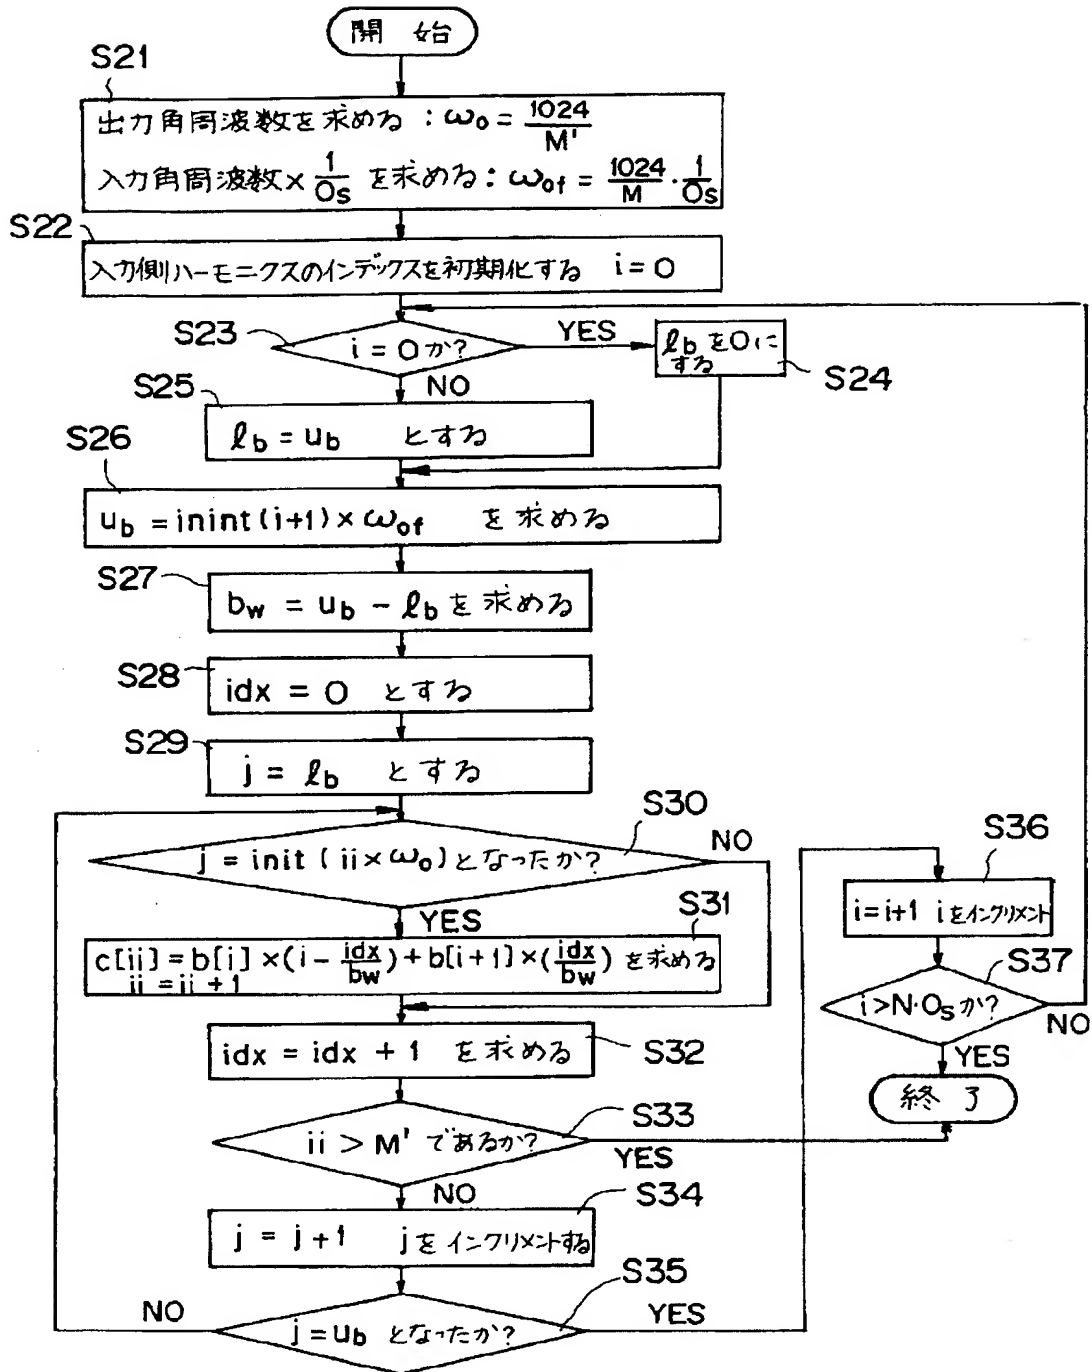 開 始
S21
出力角周波数を求める : ω₀ = 1024/M'
入力角周波数× 1/Os を求める : ω₀f = 1024/M · 1/Os
S22
入力側ハーモニクスのインデックスを初期化する i = 0
S23
i = 0 か?
YES
ℓb を0に
する
S24
NO
S25
ℓb = ub とする
S26
ub = inint(i+1) × ω₀f を求める
S27
bw = ub - ℓb を求める
S28
idx = 0 とする
S29
j = ℓb とする
S30
j = init ( ii × ω₀ ) となったか?
NO
YES
S31
c[ii] = b[i] × (i - idx/bw) + b[i+1] × (idx/bw) を求める
ii = ii + 1
idx = idx + 1 を求める
S32
S33
ii > M' であるか?
YES
NO
S34
j = j+1 jをインクリメントする
S35
NO
j = ub となったか?
YES
S36
i = i+1 iをインクリメント
S37
i > N·Os か?
NO
YES
終 了